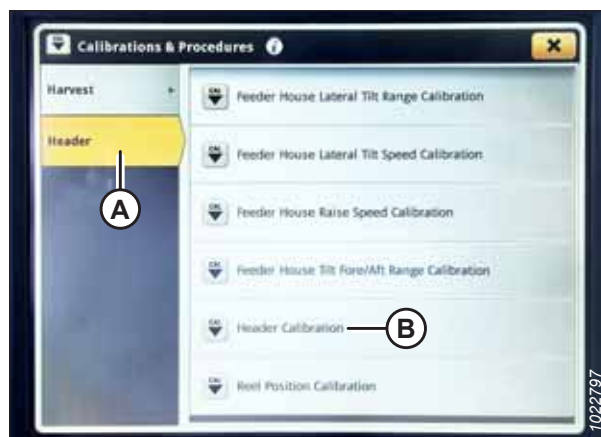 Calibrations & Procedures
Harvest
Header
Feeder House Lateral Tilt Range Calibration
Feeder House Lateral Tilt Speed Calibration
Feeder House Raise Speed Calibration
Feeder House Tilt Fore/Aft Range Calibration
Header Calibration
Reel Position Calibration
A
B
1022797